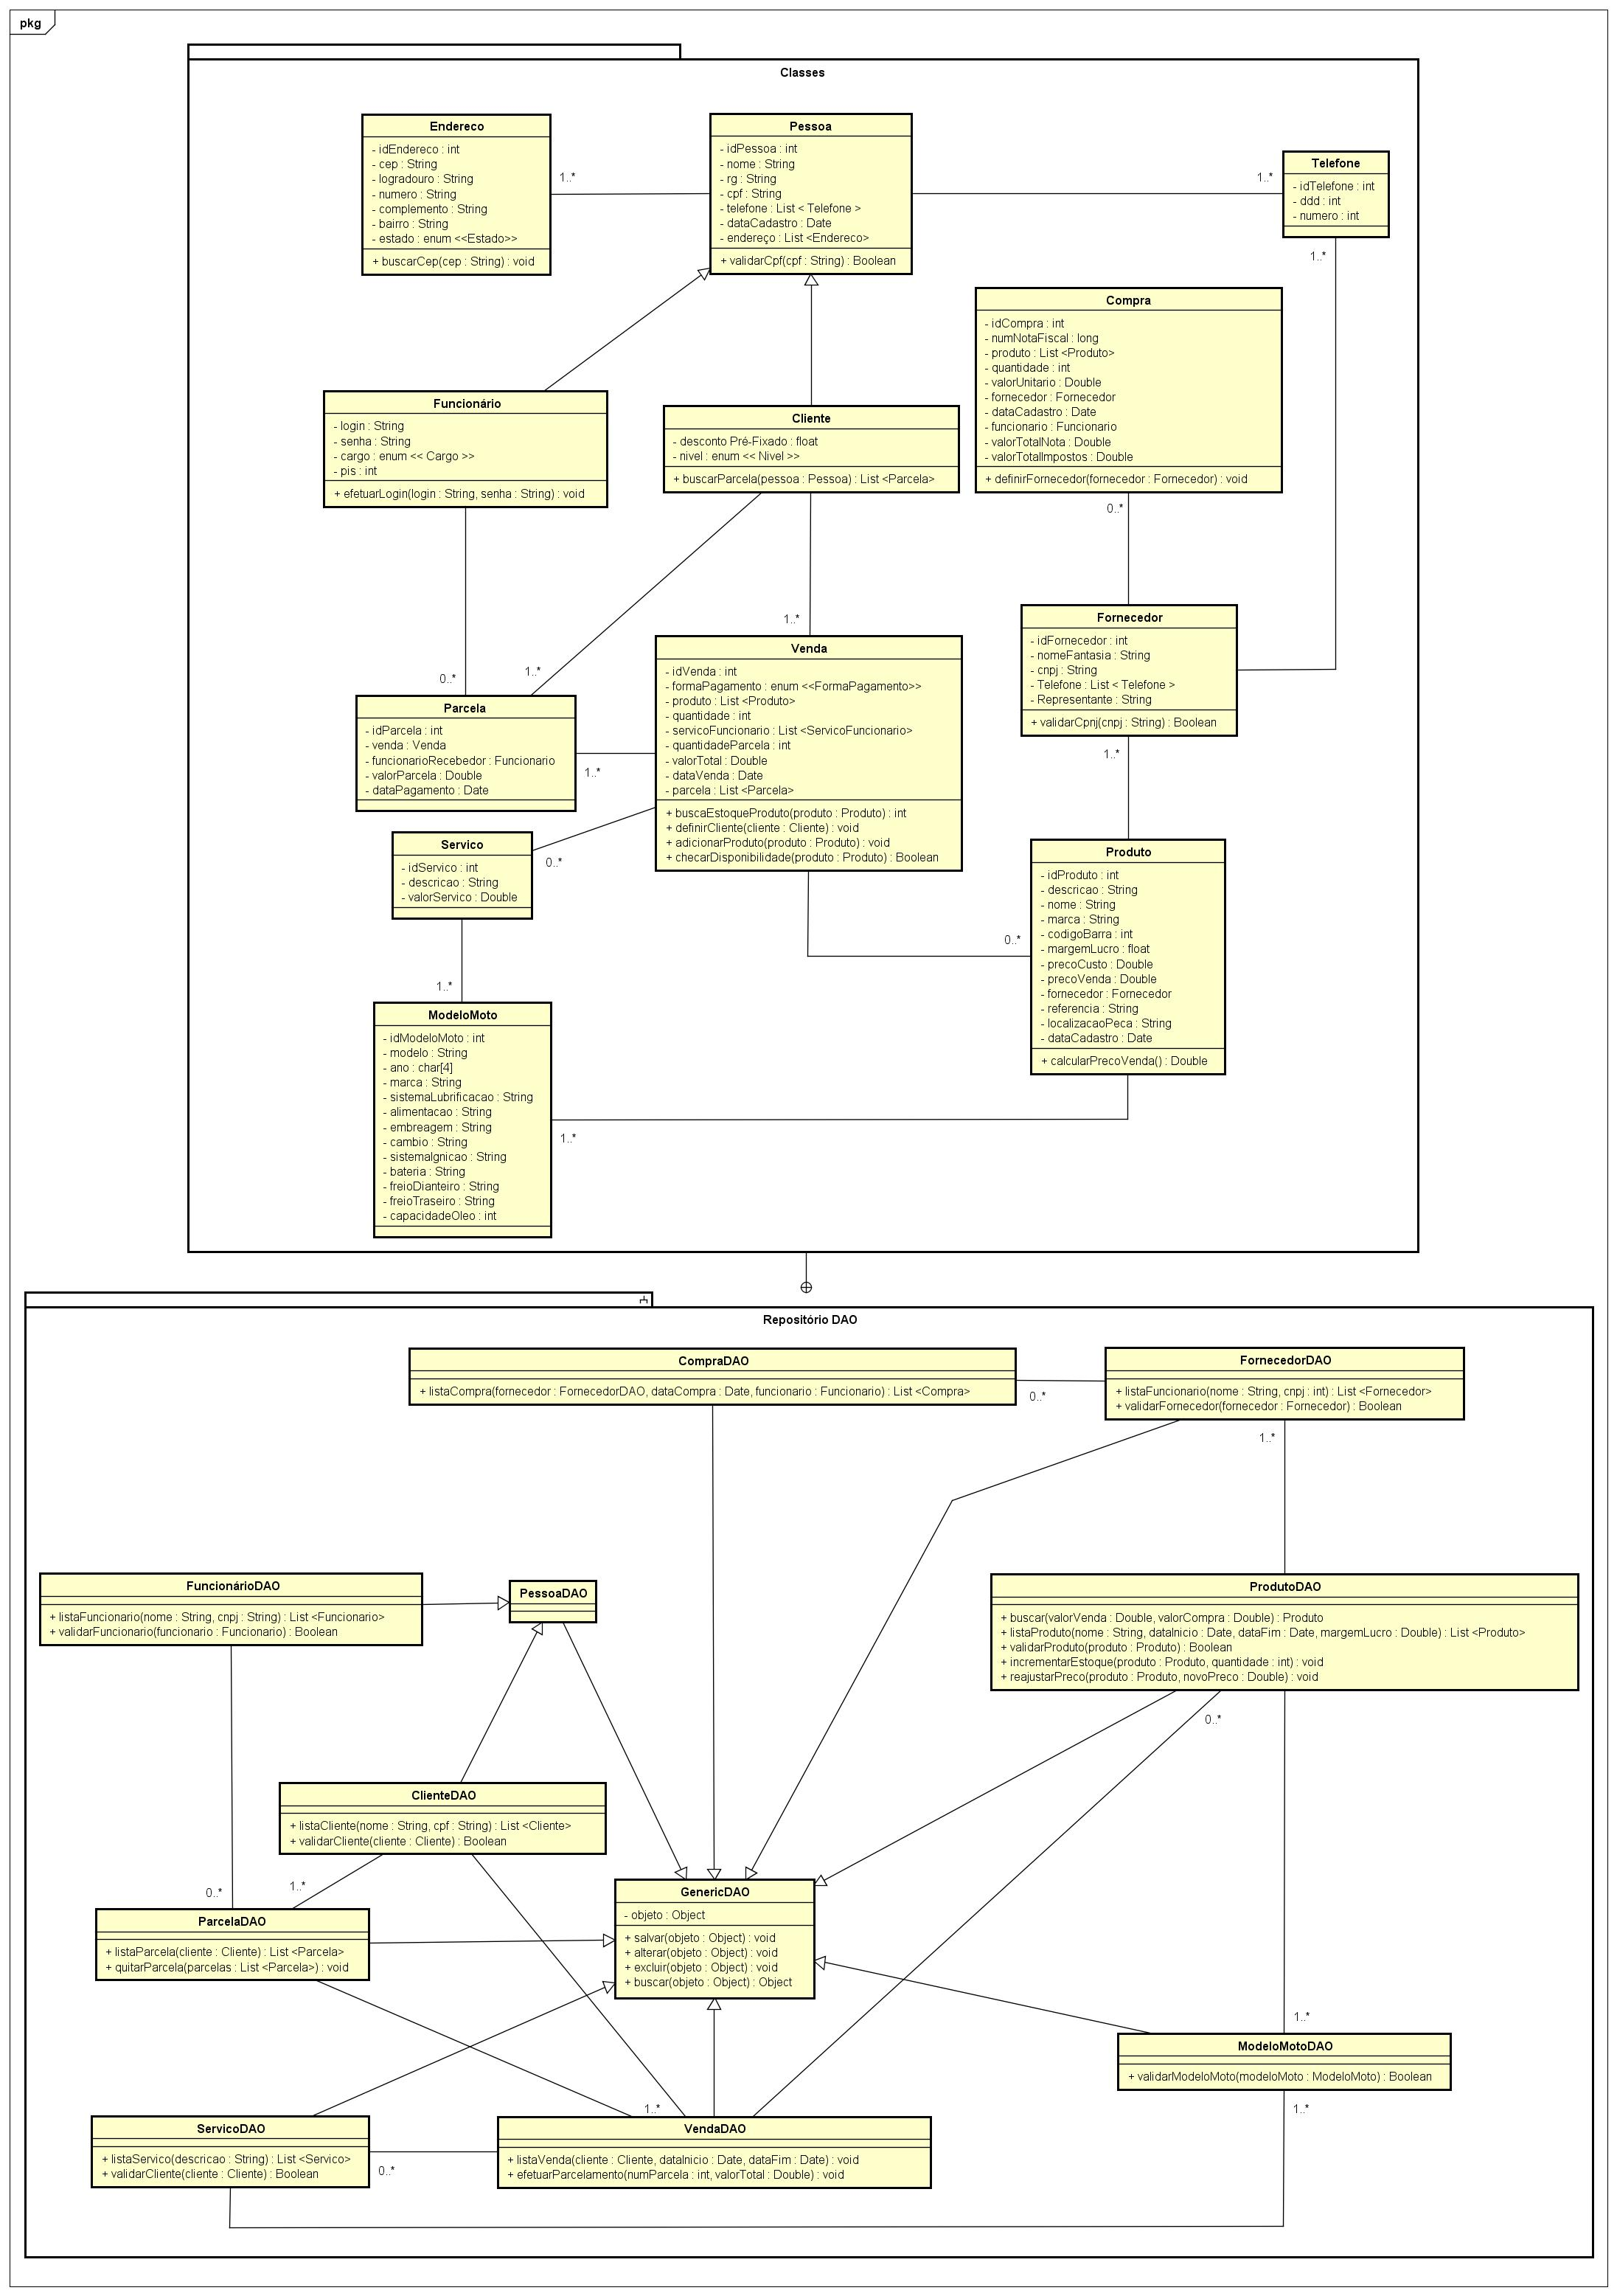 pkg
Classes
Endereco
- idEndereco : int
- cep : String
- logradouro : String
- numero : String
- complemento : String
- bairro : String
- estado : enum <<Estado>>
+ buscarCep(cep : String) : void
1..*
Pessoa
- idPessoa : int
- nome : String
- rg : String
- cpf : String
- telefone : List < Telefone >
- dataCadastro : Date
- endereço : List <Endereco>
+ validarCpf(cpf : String) : Boolean
1..*
Telefone
- idTelefone : int
- ddd : int
- numero : int
1..*
Compra
- idCompra : int
- numNotaFiscal : long
- produto : List <Produto>
- quantidade : int
- valorUnitario : Double
- fornecedor : Fornecedor
- dataCadastro : Date
- funcionario : Funcionario
- valorTotalNota : Double
- valorTotalImpostos : Double
+ definirFornecedor(fornecedor : Fornecedor) : void
0..*
Funcionário
- login : String
- senha : String
- cargo : enum << Cargo >>
- pis : int
+ efetuarLogin(login : String, senha : String) : void
Cliente
- desconto Pré-Fixado : float
- nivel : enum << Nivel >>
+ buscarParcela(pessoa : Pessoa) : List <Parcela>
1..*
1..*
0..*
Fornecedor
- idFornecedor : int
- nomeFantasia : String
- cnpj : String
- Telefone : List < Telefone >
- Representante : String
+ validarCpnj(cnpj : String) : Boolean
1..*
Venda
- idVenda : int
- formaPagamento : enum <<FormaPagamento>>
- produto : List <Produto>
- quantidade : int
- servicoFuncionario : List <ServicoFuncionario>
- quantidadeParcela : int
- valorTotal : Double
- dataVenda : Date
- parcela : List <Parcela>
+ buscaEstoqueProduto(produto : Produto) : int
+ definirCliente(cliente : Cliente) : void
+ adicionarProduto(produto : Produto) : void
+ checarDisponibilidade(produto : Produto) : Boolean
Parcela
- idParcela : int
- venda : Venda
- funcionarioRecebedor : Funcionario
- valorParcela : Double
- dataPagamento : Date
1..*
Servico
- idServico : int
- descricao : String
- valorServico : Double
0..*
1..*
Produto
- idProduto : int
- descricao : String
- nome : String
- marca : String
- codigoBarra : int
- margemLucro : float
- precoCusto : Double
- precoVenda : Double
- fornecedor : Fornecedor
- referencia : String
- localizacaoPeca : String
- dataCadastro : Date
+ calcularPrecoVenda() : Double
0..*
ModeloMoto
- idModeloMoto : int
- modelo : String
- ano : char[4]
- marca : String
- sistemaLubrificacao : String
- alimentacao : String
- embreagem : String
- cambio : String
- sistemaIgnicao : String
- bateria : String
- freioDianteiro : String
- freioTraseiro : String
- capacidadeOleo : int
1..*
Repositório DAO
CompraDAO
+ listaCompra(fornecedor : FornecedorDAO, dataCompra : Date, funcionario : Funcionario) : List <Compra>
0..*
FornecedorDAO
+ listaFuncionario(nome : String, cnpj : int) : List <Fornecedor>
+ validarFornecedor(fornecedor : Fornecedor) : Boolean
1..*
FuncionárioDAO
+ listaFuncionario(nome : String, cnpj : String) : List <Funcionario>
+ validarFuncionario(funcionario : Funcionario) : Boolean
PessoaDAO
ProdutoDAO
+ buscar(valorVenda : Double, valorCompra : Double) : Produto
+ listaProduto(nome : String, dataInicio : Date, dataFim : Date, margemLucro : Double) : List <Produto>
+ validarProduto(produto : Produto) : Boolean
+ incrementarEstoque(produto : Produto, quantidade : int) : void
+ reajustarPreco(produto : Produto, novoPreco : Double) : void
0..*
ClienteDAO
+ listaCliente(nome : String, cpf : String) : List <Cliente>
+ validarCliente(cliente : Cliente) : Boolean
0..*
1..*
GenericDAO
- objeto : Object
+ salvar(objeto : Object) : void
+ alterar(objeto : Object) : void
+ excluir(objeto : Object) : void
+ buscar(objeto : Object) : Object
ParcelaDAO
+ listaParcela(cliente : Cliente) : List <Parcela>
+ quitarParcela(parcelas : List <Parcela>) : void
1..*
ModeloMotoDAO
+ validarModeloMoto(modeloMoto : ModeloMoto) : Boolean
1..*
1..*
ServicoDAO
+ listaServico(descricao : String) : List <Servico>
+ validarCliente(cliente : Cliente) : Boolean
0..*
VendaDAO
+ listaVenda(cliente : Cliente, dataInicio : Date, dataFim : Date) : void
+ efetuarParcelamento(numParcela : int, valorTotal : Double) : void